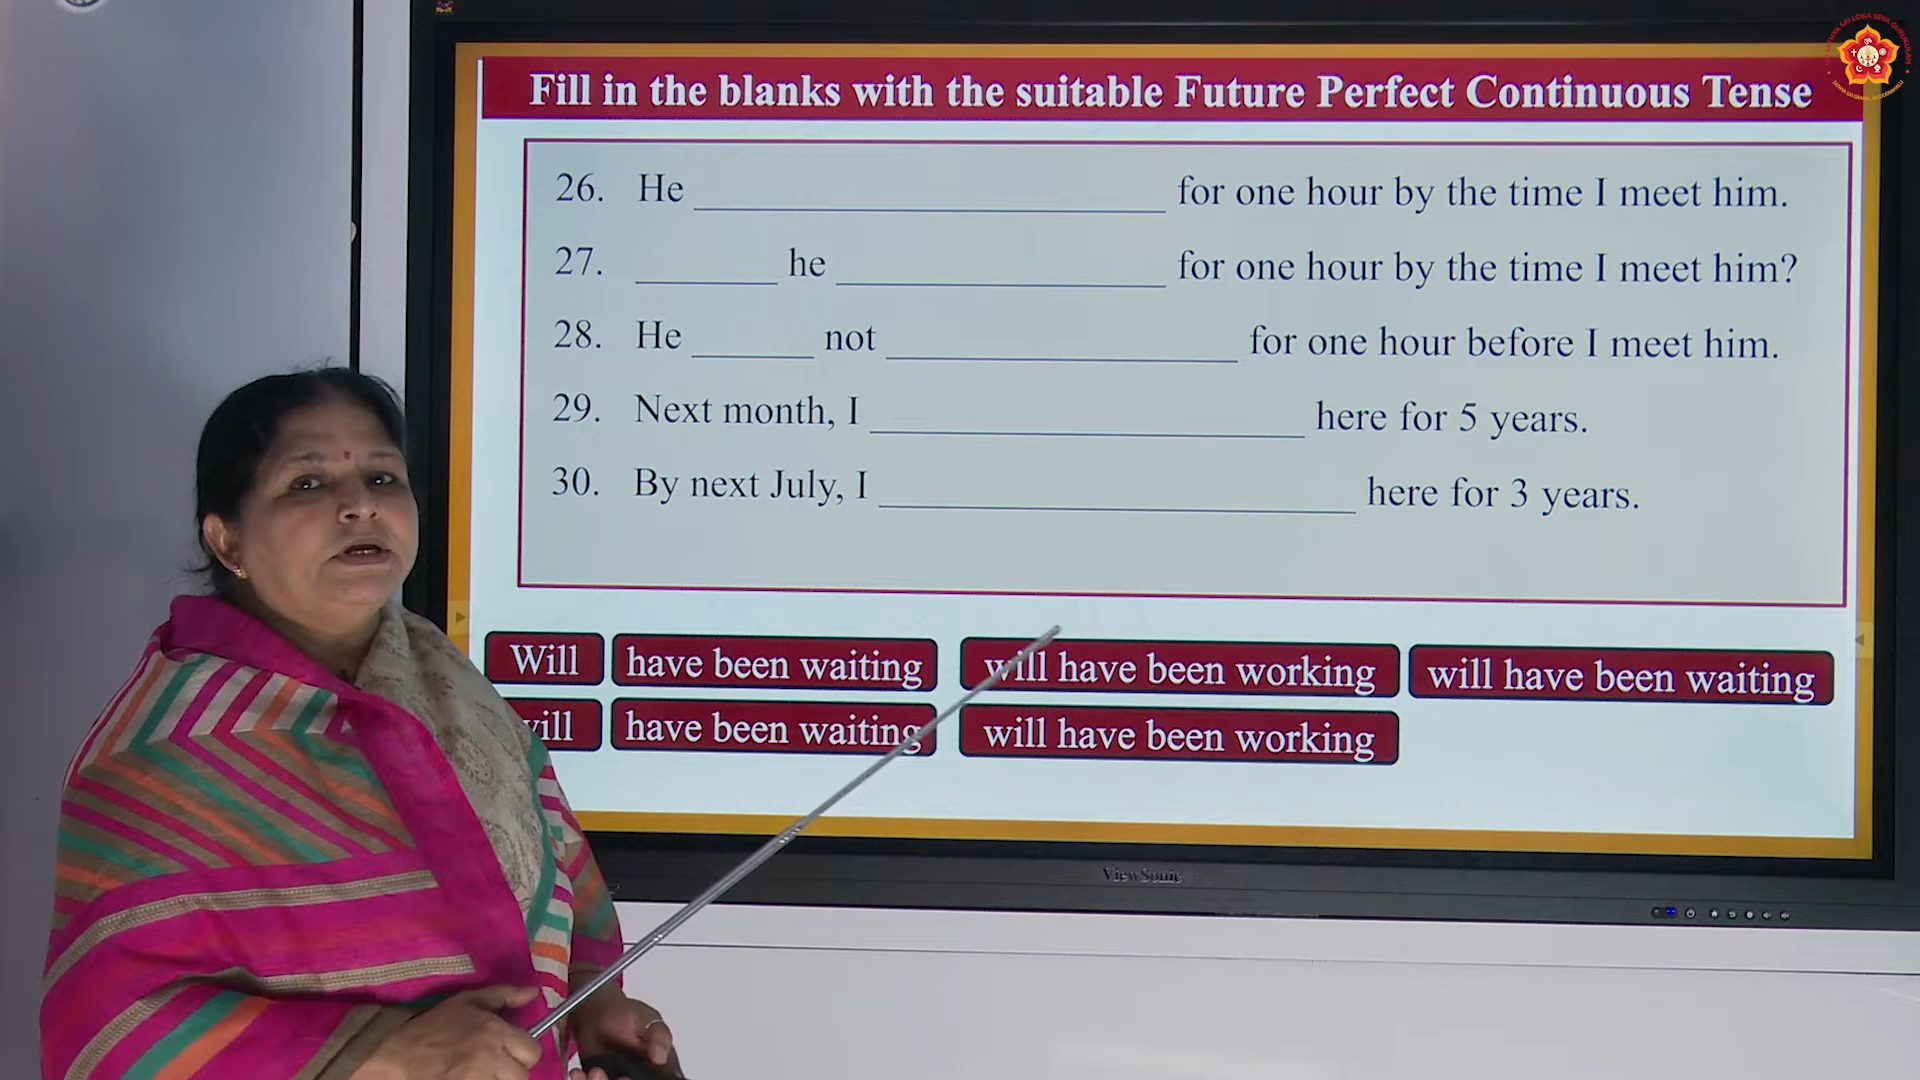 Fill in the blanks with the suitable Future Perfect Continuous Tense
26. He ____________ for one hour by the time I meet him.
27. ______ he ____________ for one hour by the time I meet him?
28. He ______ not ____________ for one hour before I meet him.
29. Next month, I ____________ here for 5 years.
30. By next July, I ____________ here for 3 years.
Will have been waiting will have been working will have been waiting
will have been waiting will have been working
ViewSonic